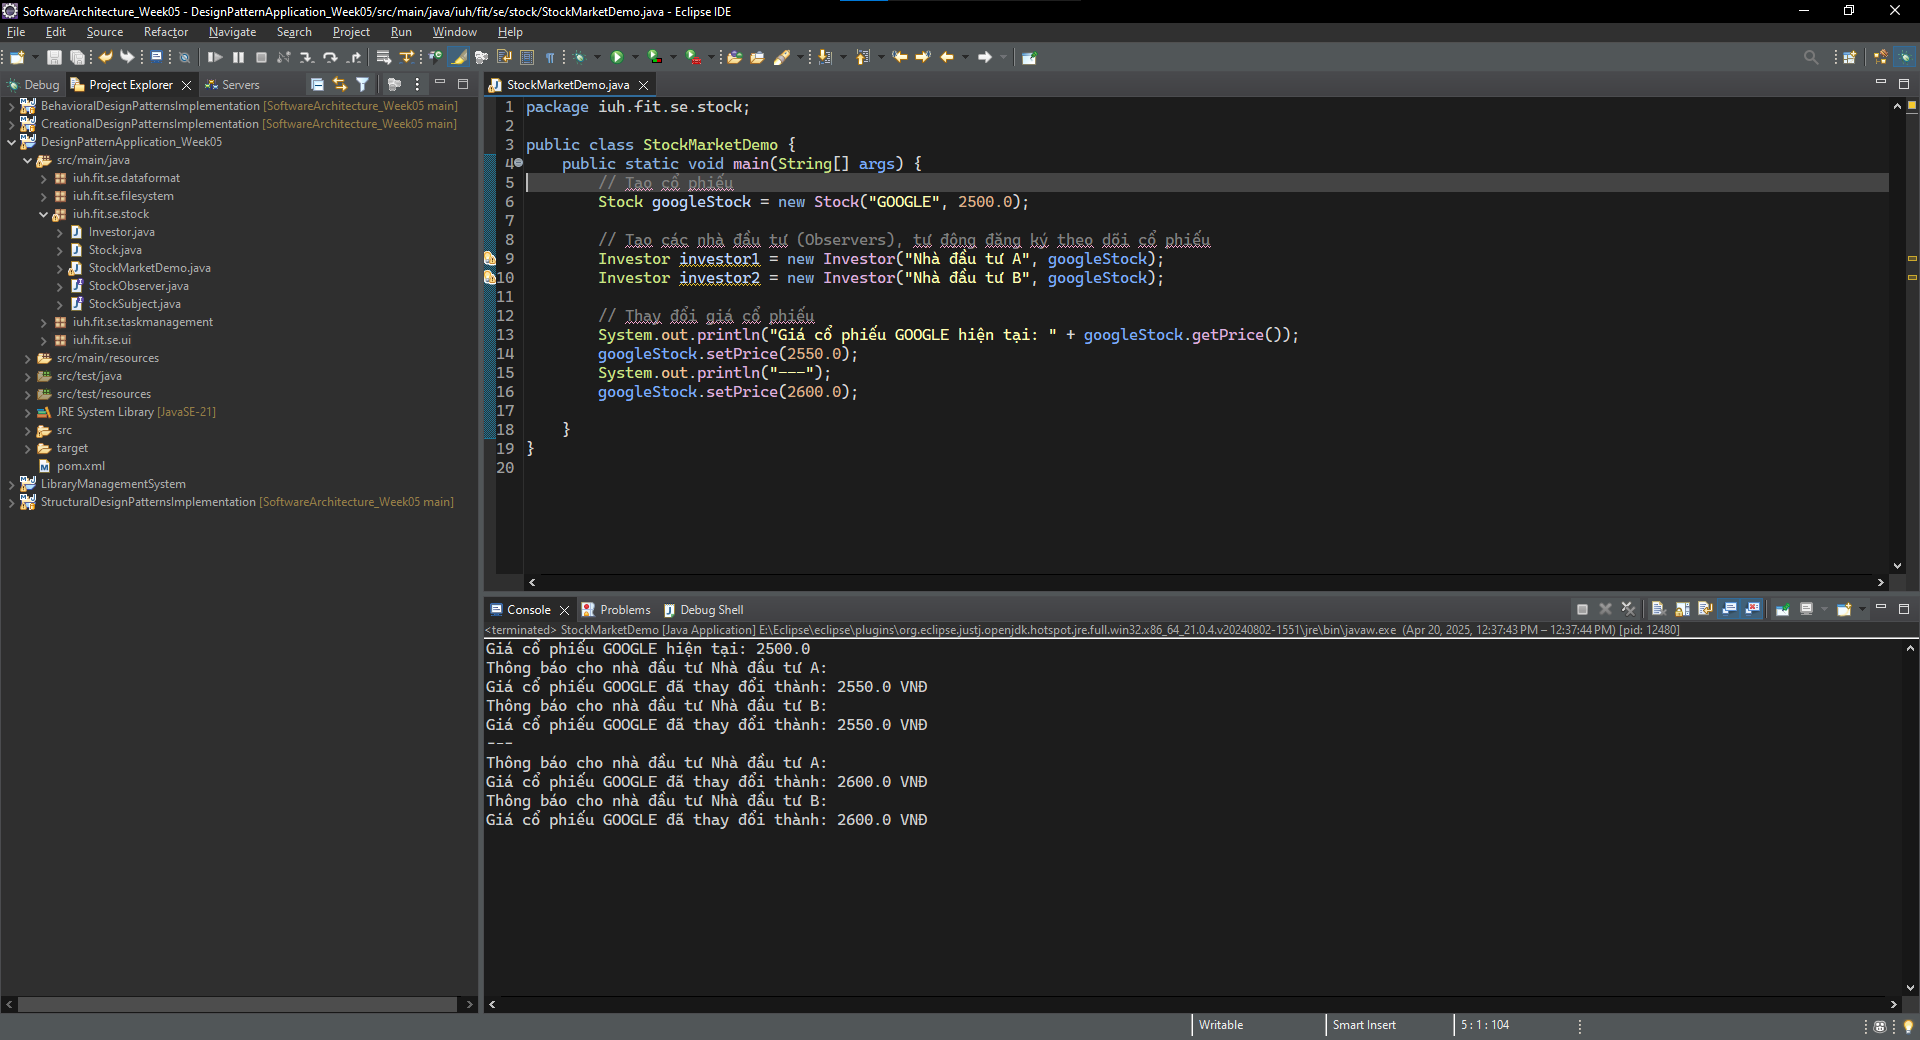 SoftwareArchitecture_Week05 - DesignPatternApplication_Week05/src/main/java/iuh/fit/se/stock/StockMarketDemo.java - Eclipse IDE
File Edit Source Refactor Navigate Search Project Run Window Help
Debug Project Explorer Servers
BehavioralDesignPatternsImplementation [SoftwareArchitecture_Week05 main]
CreationalDesignPatternsImplementation [SoftwareArchitecture_Week05 main]
DesignPatternApplication_Week05
src/main/java
iuh.fit.se.dataformat
iuh.fit.se.filesystem
iuh.fit.se.stock
Investor.java
Stock.java
StockMarketDemo.java
StockObserver.java
StockSubject.java
iuh.fit.se.taskmanagement
iuh.fit.se.ui
src/main/resources
src/test/java
src/test/resources
JRE System Library [JavaSE-21]
src
target
pom.xml
LibraryManagementSystem
StructuralDesignPatternsImplementation [SoftwareArchitecture_Week05 main]
StockMarketDemo.java
1 package iuh.fit.se.stock;
2
3 public class StockMarketDemo {
4 public static void main(String[] args) {
5 // Tạo cổ phiếu
6 Stock googleStock = new Stock("GOOGLE", 2500.0);
7
8 // Tạo các nhà đầu tư (Observers), tự động đăng ký theo dõi cổ phiếu
9 Investor investor1 = new Investor("Nhà đầu tư A", googleStock);
10 Investor investor2 = new Investor("Nhà đầu tư B", googleStock);
11
12 // Thay đổi giá cổ phiếu
13 System.out.println("Giá cổ phiếu GOOGLE hiện tại: " + googleStock.getPrice());
14 googleStock.setPrice(2550.0);
15 System.out.println("---");
16 googleStock.setPrice(2600.0);
17
18 }
19 }
20
Console Problems Debug Shell
<terminated> StockMarketDemo [Java Application] E:\Eclipse\eclipse\plugins\org.eclipse.justj.openjdk.hotspot.jre.full.win32.x86_64_21.0.4.v20240802-1551\jre\bin\javaw.exe (Apr 20, 2025, 12:37:43 PM – 12:37:44 PM) [pid: 12480]
Giá cổ phiếu GOOGLE hiện tại: 2500.0
Thông báo cho nhà đầu tư Nhà đầu tư A:
Giá cổ phiếu GOOGLE đã thay đổi thành: 2550.0 VNĐ
Thông báo cho nhà đầu tư Nhà đầu tư B:
Giá cổ phiếu GOOGLE đã thay đổi thành: 2550.0 VNĐ
---
Thông báo cho nhà đầu tư Nhà đầu tư A:
Giá cổ phiếu GOOGLE đã thay đổi thành: 2600.0 VNĐ
Thông báo cho nhà đầu tư Nhà đầu tư B:
Giá cổ phiếu GOOGLE đã thay đổi thành: 2600.0 VNĐ
Writable Smart Insert 5 : 1 : 104